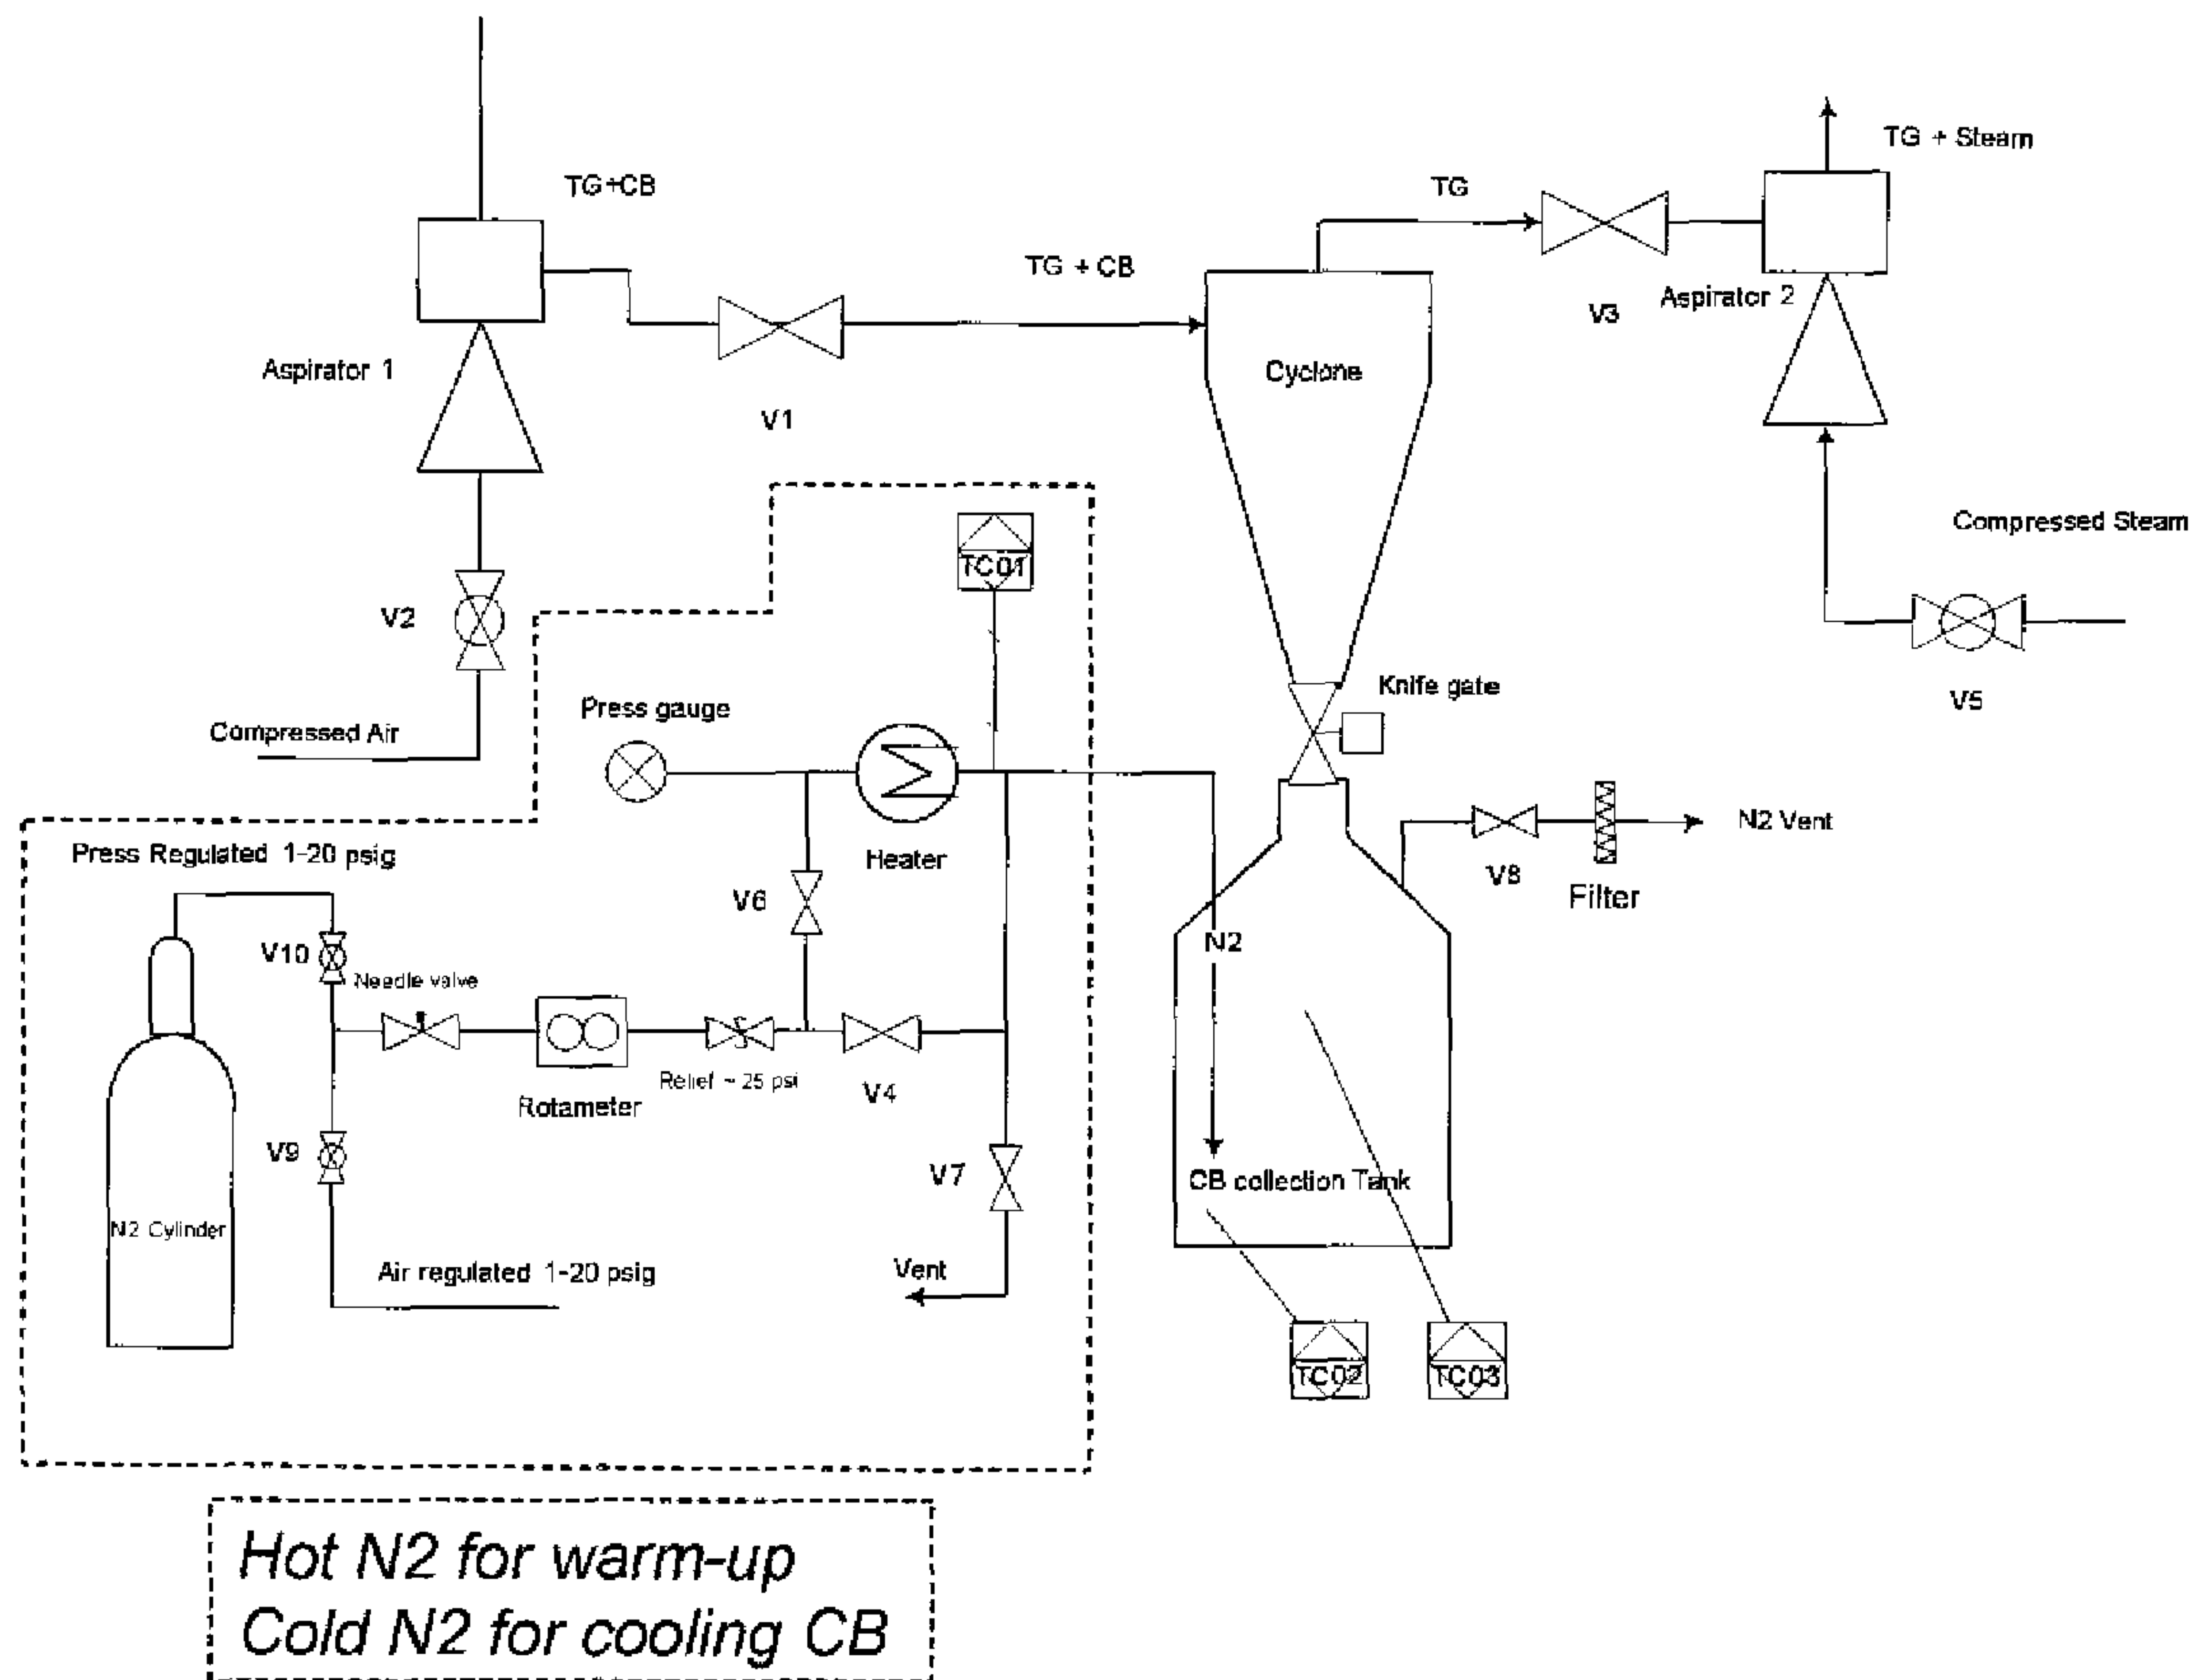 TG + Steam
TG+CB
TG
TG + CB
Aspirator 2
V3
Aspirator 1
Cyclone
V1
Compressed Steam
TC01
V2
Knife gate
V5
Press gauge
Compressed Air
N2 Vent
Press Regulated 1-20 psig
Heater
V8
Filter
V6
N2
V10
Needle valve
Relief ~ 25 psi
V4
Rotameter
V9
V7
CB collection Tank
N2 Cylinder
Air regulated 1-20 psig
Vent
TC02
TC03
Hot N2 for warm-up
Cold N2 for cooling CB